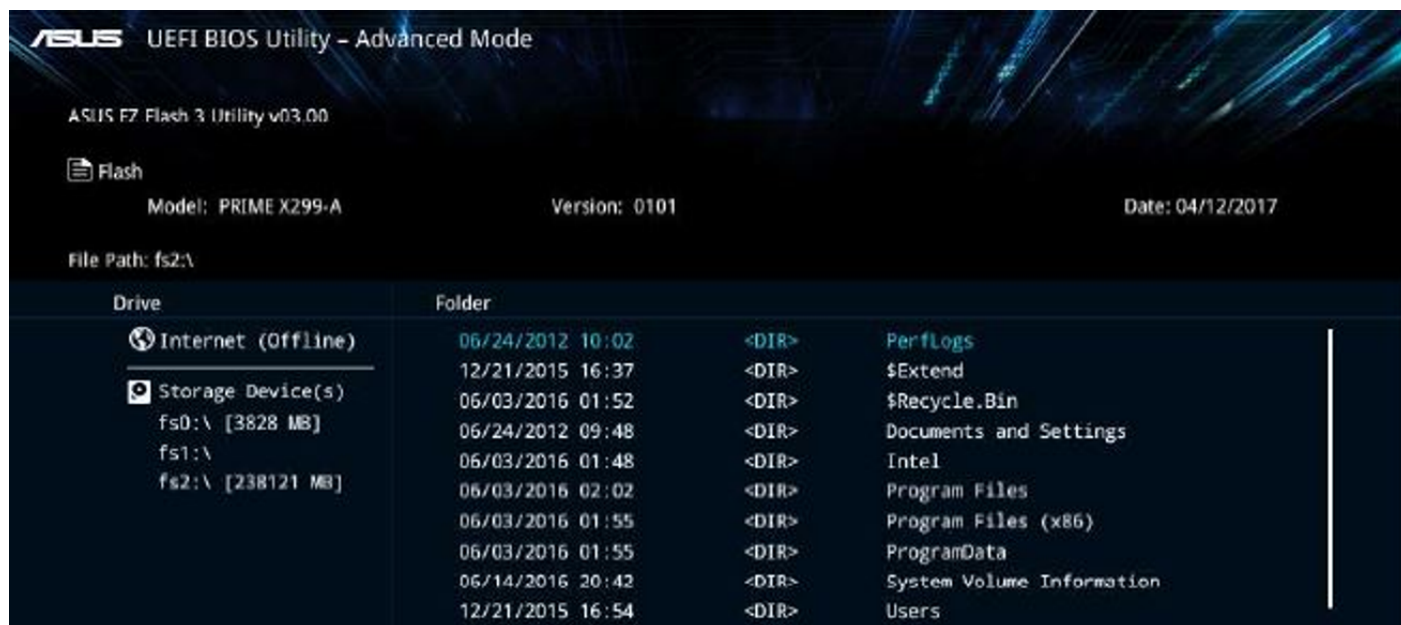 ASUS UEFI BIOS Utility – Advanced Mode
ASUS EZ Flash 3 Utility v03.00
Flash
Model: PRIME X299-A Version: 0101 Date: 04/12/2017
File Path: fs2:\
Drive Folder
Internet (Offline) 06/24/2012 10:02 <DIR> PerfLogs
12/21/2015 16:37 <DIR> $Extend
Storage Device(s) 06/03/2016 01:52 <DIR> $Recycle.Bin
fs0:\ [3828 MB] 06/24/2012 09:48 <DIR> Documents and Settings
fs1:\ 06/03/2016 01:48 <DIR> Intel
fs2:\ [238121 MB] 06/03/2016 02:02 <DIR> Program Files
06/03/2016 01:55 <DIR> Program Files (x86)
06/03/2016 01:55 <DIR> ProgramData
06/14/2016 20:42 <DIR> System Volume Information
12/21/2015 16:54 <DIR> Users